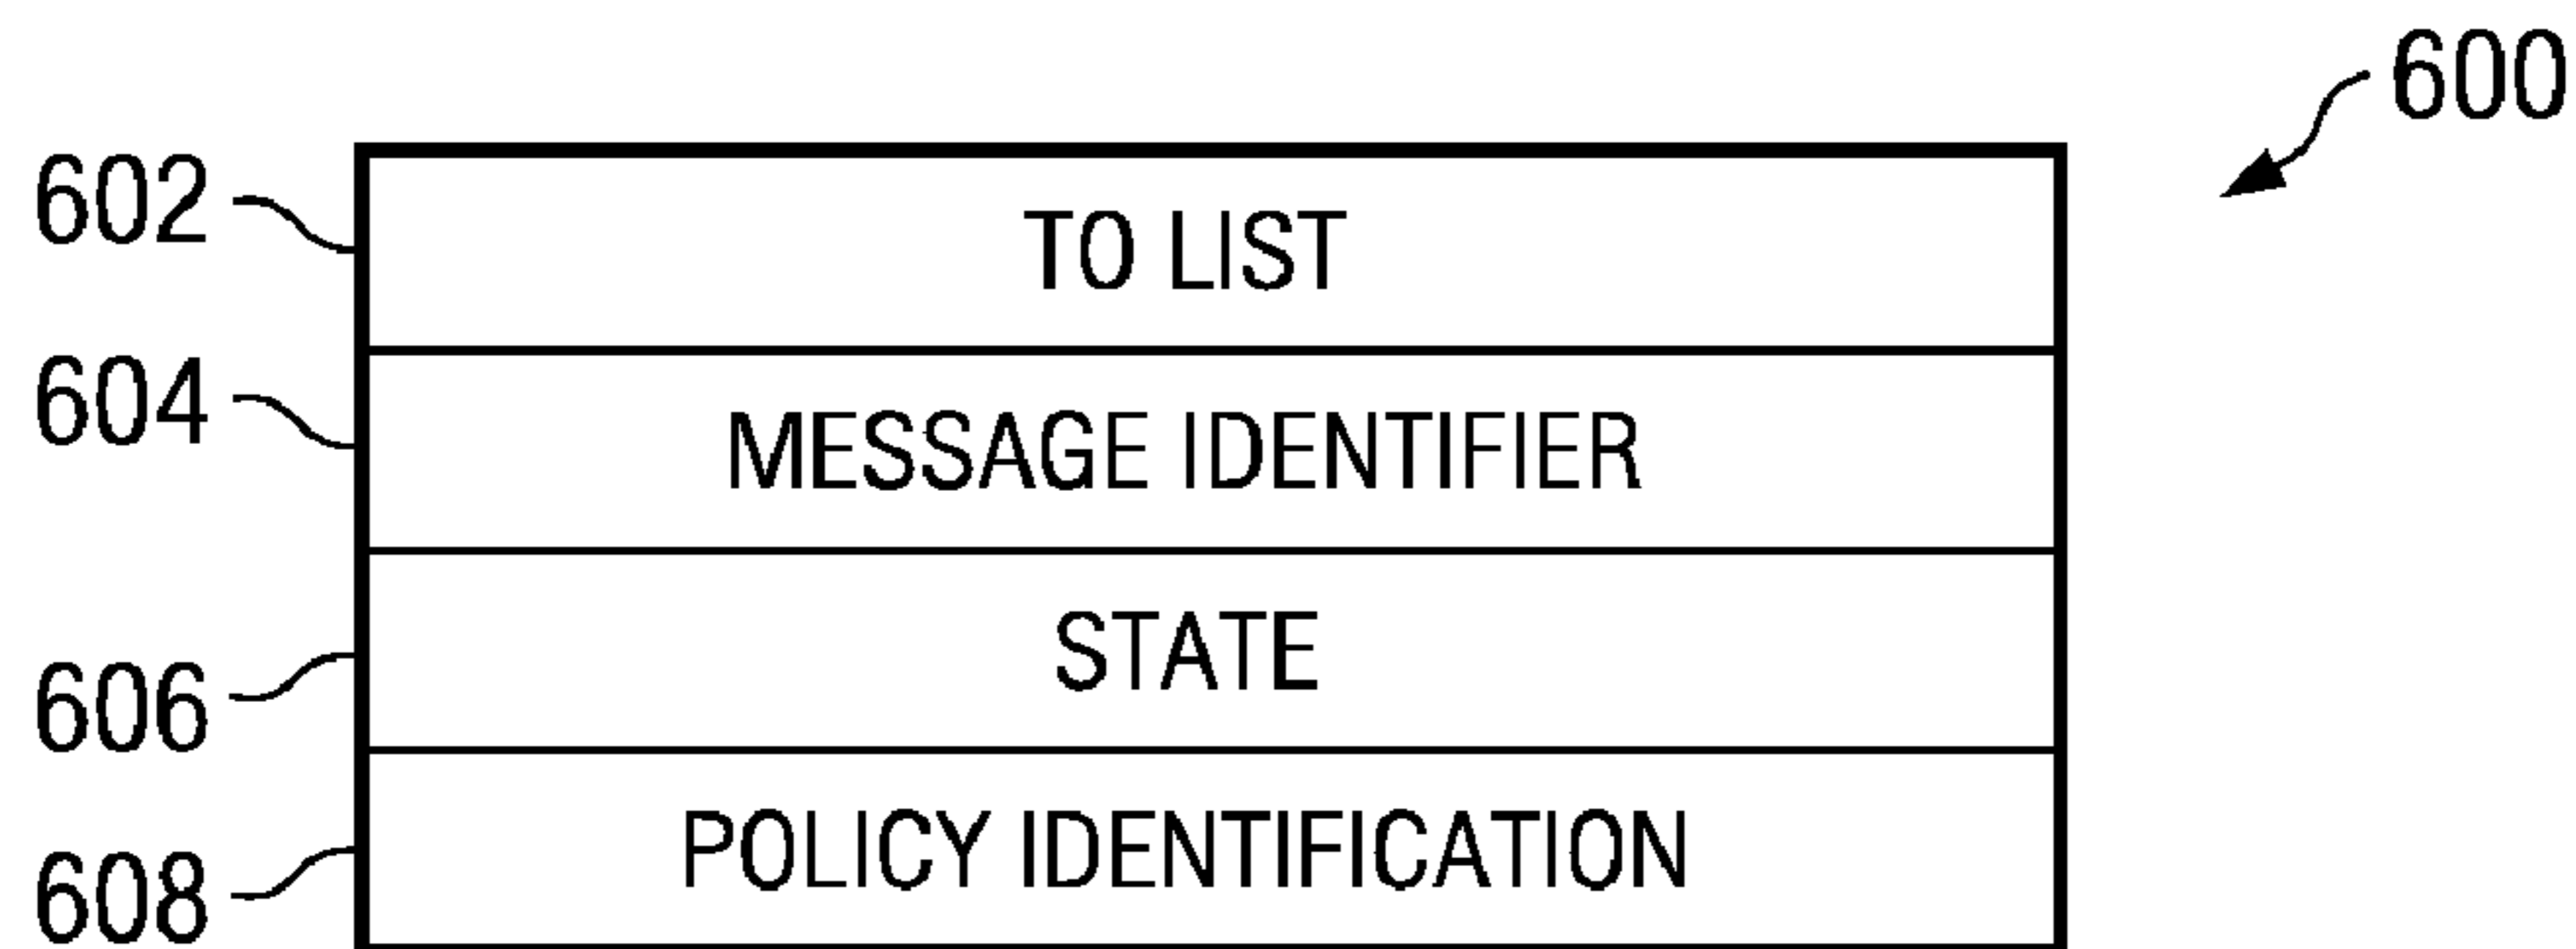 600
602 TO LIST
604 MESSAGE IDENTIFIER
606 STATE
608 POLICY IDENTIFICATION